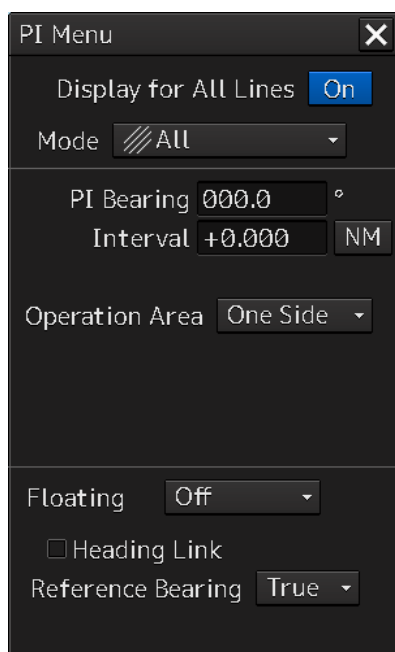 PI Menu
Display for All Lines On
Mode All
PI Bearing 000.0 °
Interval +0.000 NM
Operation Area One Side
Floating Off
Heading Link
Reference Bearing True